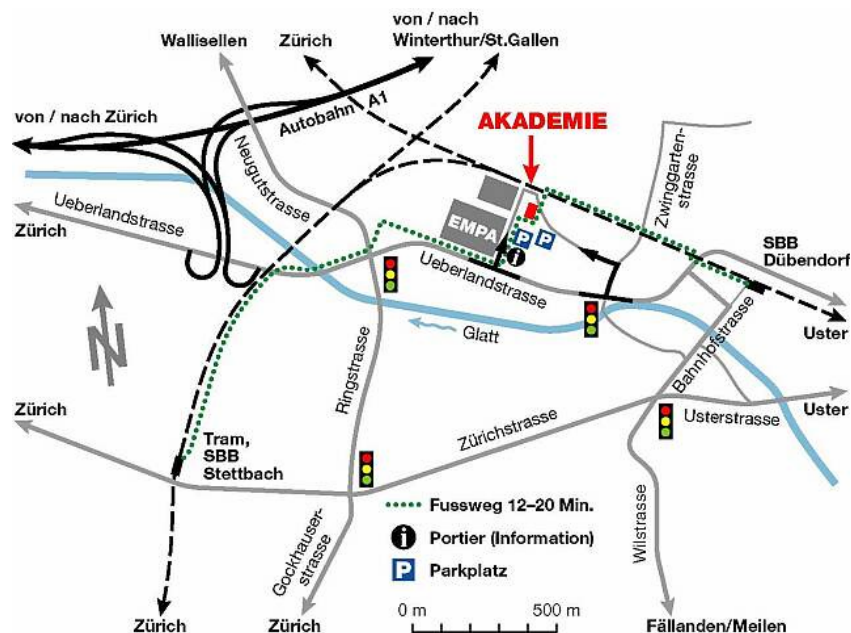 von / nach
Winterthur/St.Gallen
Wallisellen
Zürich
von / nach Zürich
Autobahn A1
AKADEMIE
Zwinggarten-
strasse
Neugutstrasse
Ueberlandstrasse
Zürich
EMPA
P P
i
Ueberlandstrasse
SBB
Dübendorf
N
Glatt
Uster
Bahnhofstrasse
Ringstrasse
Zürich
Zürichstrasse
Usterstrasse
Uster
Tram,
SBB
Stettbach
Fussweg 12–20 Min.
i Portier (Information)
P Parkplatz
Gockhauser-
strasse
Wilstrasse
0 m 500 m
Zürich
Zürich
Fällanden/Meilen